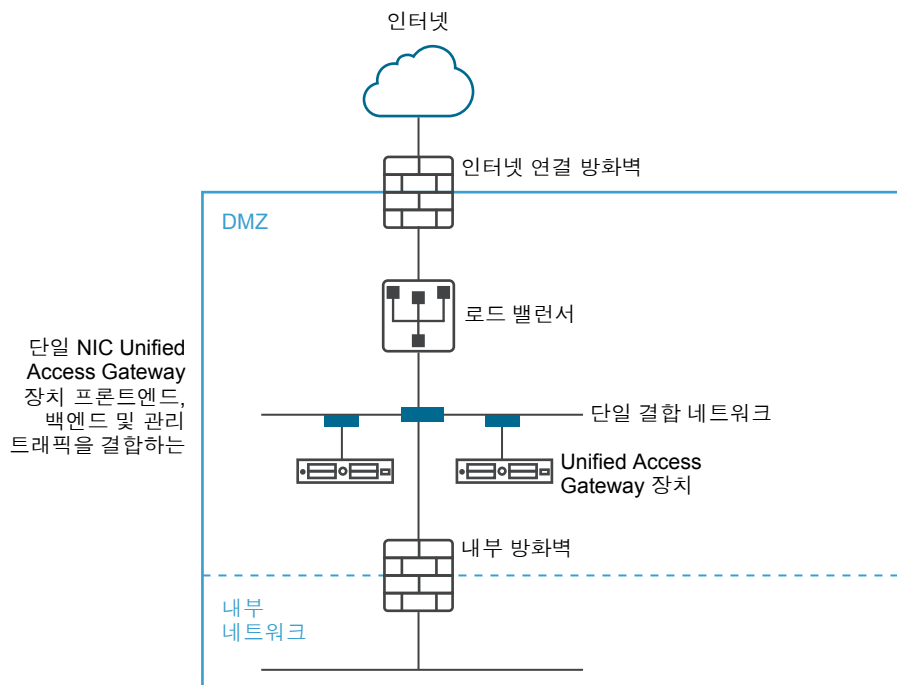 인터넷
인터넷 연결 방화벽
DMZ
로드 밸런서
단일 NIC Unified
Access Gateway
장치 프론트엔드,
백엔드 및 관리
트래픽을 결합하는
단일 결합 네트워크
Unified Access
Gateway 장치
내부 방화벽
내부
네트워크